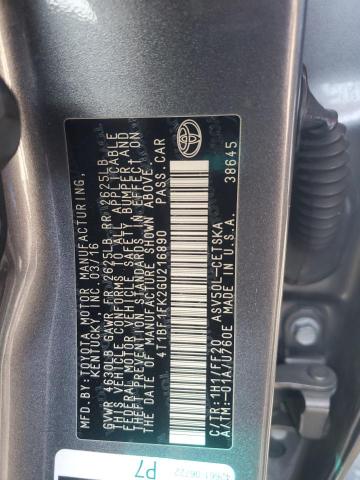 MFD. BY: TOYOTA MOTOR MANUFACTURING,
KENTUCKY, INC. 03/16
GVWR 4630LB GAWR FR 2625LB RR 2625LB
THIS VEHICLE CONFORMS TO ALL APPLICABLE
FEDERAL MOTOR VEHICLE SAFETY, BUMPER, AND
THEFT PREVENTION STANDARDS IN EFFECT ON
THE DATE OF MANUFACTURE SHOWN ABOVE.
4T1BF1FK2GU216890 PASS.CAR
C/TR:1H1/FF20 ASV50L-CETSKA
A/TM:-01A/U760E 38645
P7